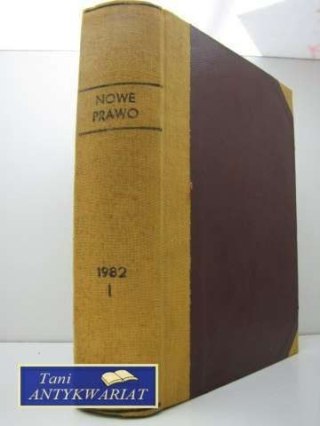 NOWE
PRAWO
1982
I
Tani
ANTYKWARIAT